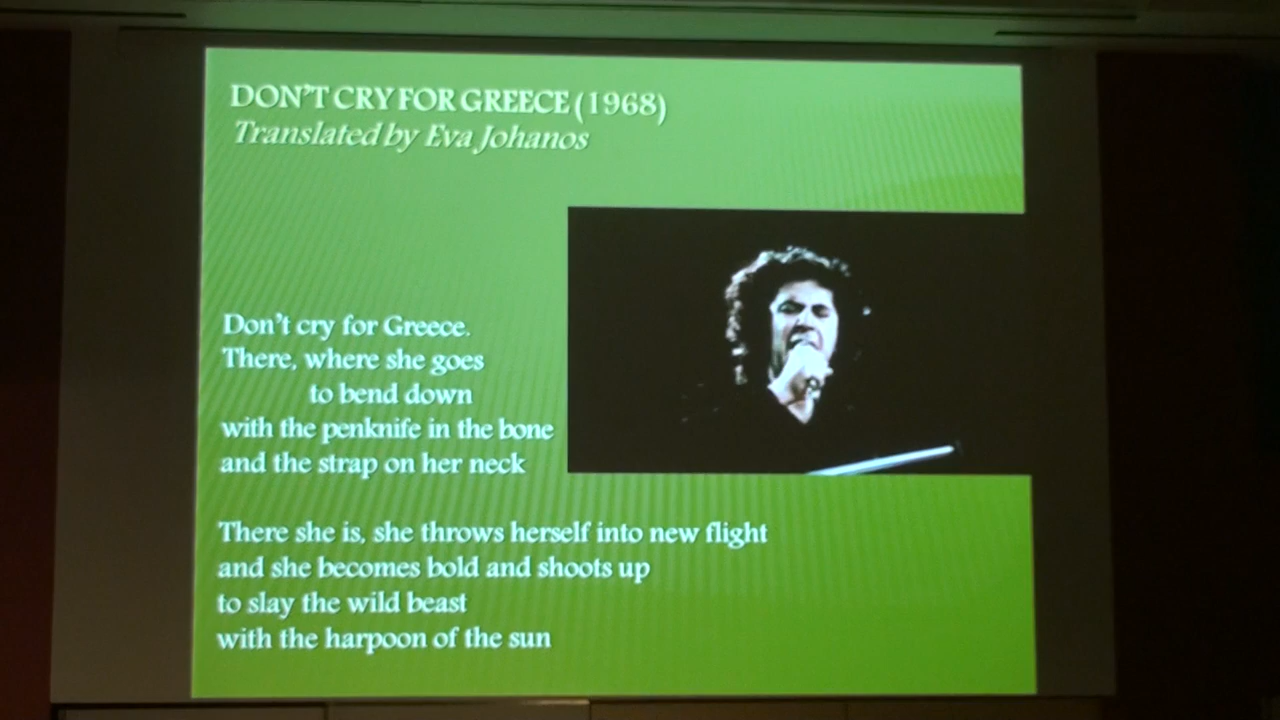 DON'T CRY FOR GREECE (1968)
Translated by Eva Johanos
Don't cry for Greece.
There, where she goes
to bend down
with the penknife in the bone
and the strap on her neck
There she is, she throws herself into new flight
and she becomes bold and shoots up
to slay the wild beast
with the harpoon of the sun